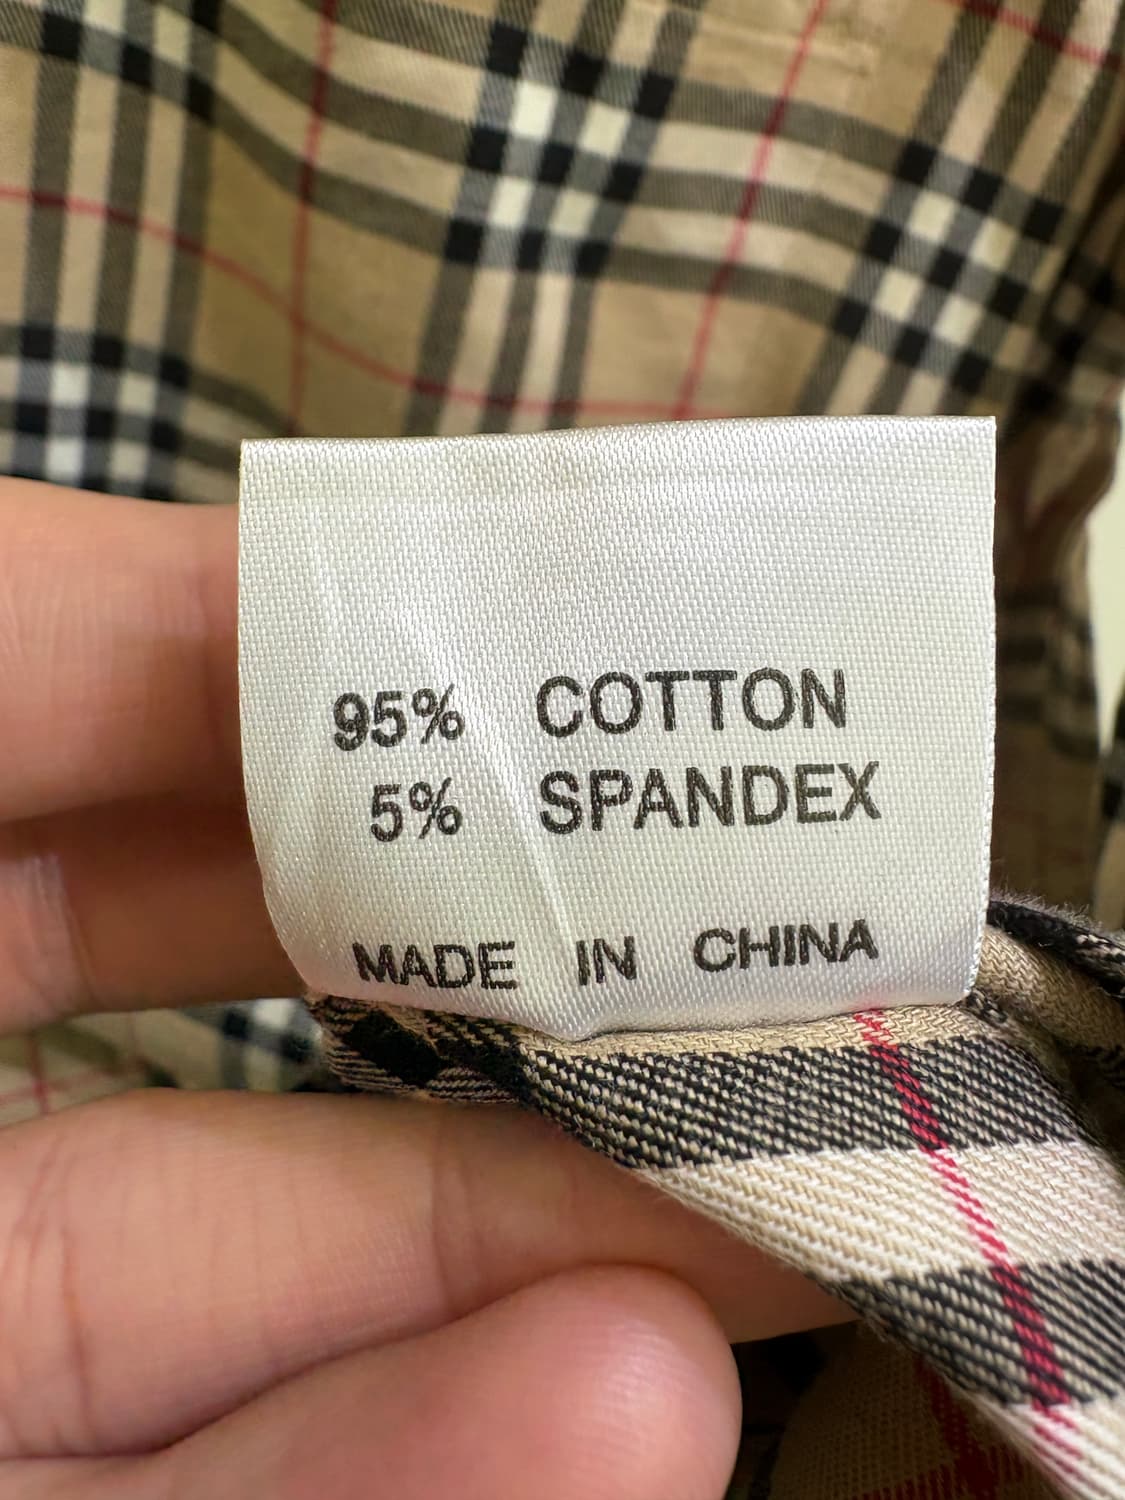 95% COTTON
5% SPANDEX
MADE IN CHINA